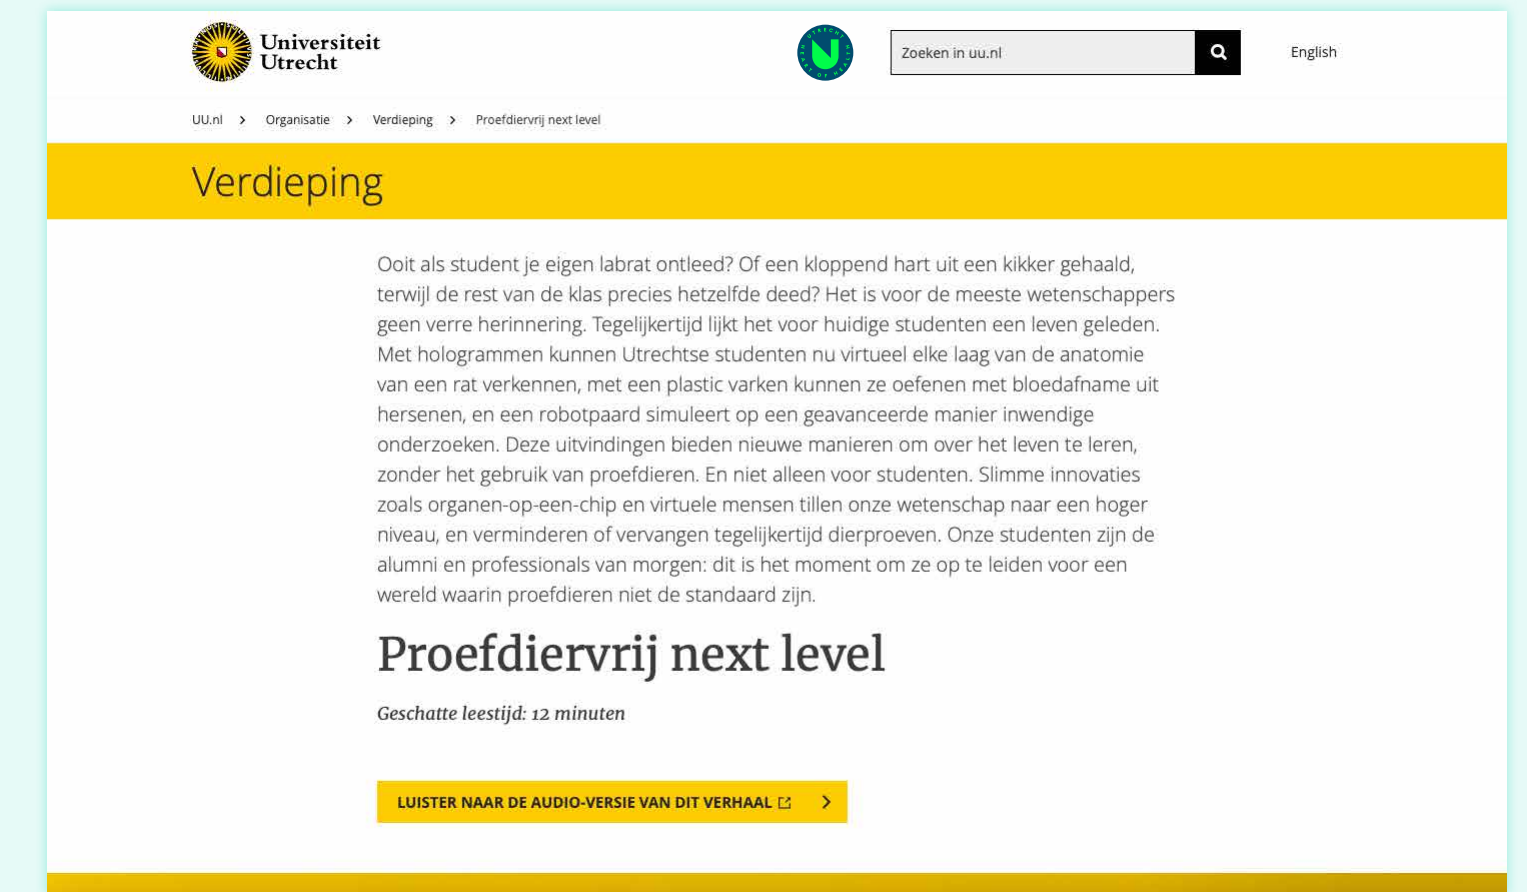 Universiteit
Utrecht
UTRECHT HEART OF HEALTH
Zoeken in uu.nl
English
UU.nl > Organisatie > Verdieping > Proefdiervrij next level
Verdieping
Ooit als student je eigen labrat ontleed? Of een kloppend hart uit een kikker gehaald,
terwijl de rest van de klas precies hetzelfde deed? Het is voor de meeste wetenschappers
geen verre herinnering. Tegelijkertijd lijkt het voor huidige studenten een leven geleden.
Met hologrammen kunnen Utrechtse studenten nu virtueel elke laag van de anatomie
van een rat verkennen, met een plastic varken kunnen ze oefenen met bloedafname uit
hersenen, en een robotpaard simuleert op een geavanceerde manier inwendige
onderzoeken. Deze uitvindingen bieden nieuwe manieren om over het leven te leren,
zonder het gebruik van proefdieren. En niet alleen voor studenten. Slimme innovaties
zoals organen-op-een-chip en virtuele mensen tillen onze wetenschap naar een hoger
niveau, en verminderen of vervangen tegelijkertijd dierproeven. Onze studenten zijn de
alumni en professionals van morgen: dit is het moment om ze op te leiden voor een
wereld waarin proefdieren niet de standaard zijn.
Proefdiervrij next level
Geschatte leestijd: 12 minuten
LUISTER NAAR DE AUDIO-VERSIE VAN DIT VERHAAL